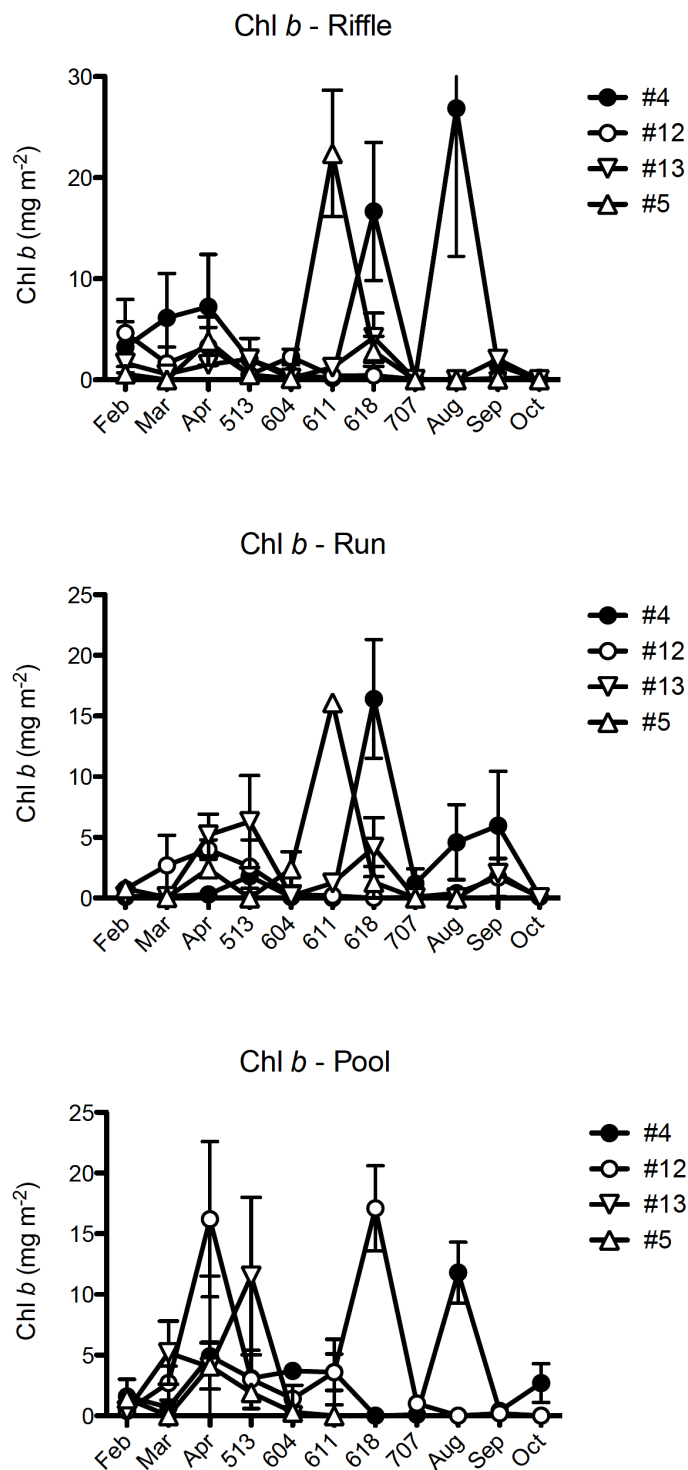 Chl b - Riffle
30
20
10
0
Chl b (mg m-2)
Feb
Mar
Apr
513
604
611
618
707
Aug
Sep
Oct
#4
#12
#13
#5
Chl b - Run
25
20
15
10
5
0
Chl b (mg m-2)
Feb
Mar
Apr
513
604
611
618
707
Aug
Sep
Oct
#4
#12
#13
#5
Chl b - Pool
25
20
15
10
5
0
Chl b (mg m-2)
Feb
Mar
Apr
513
604
611
618
707
Aug
Sep
Oct
#4
#12
#13
#5